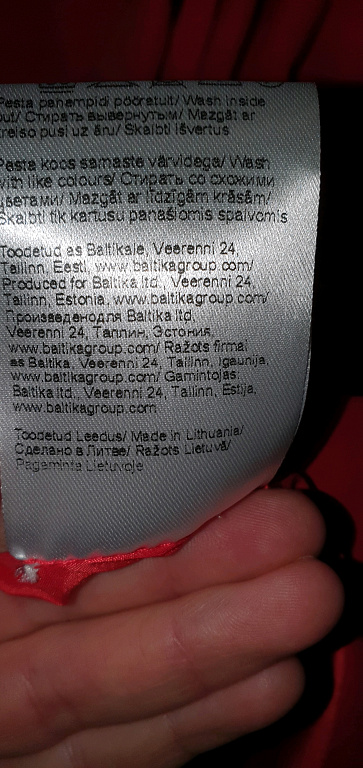 Pesta pahempidi pööratult/ Wash inside
out/ Стирать вывернутым/ Mazgāt ar
kreiso pusi uz āru/ Skalbti išvertus
Pesta koos samaste värvidega/ Wash
with like colours/ Стирать со схожими
цветами/ Mazgāt ar līdzīgām krāsām/
Skalbti tik kartusu panašiomis spalvomis
Toodetud as Baltikale, Veerenni 24,
Tallinn, Eesti, www.baltikagroup.com/
Produced for Baltika ltd., Veerenni 24,
Tallinn, Estonia, www.baltikagroup.com/
Произведенодля Baltika ltd,
Veerenni 24, Таллин, Эстония,
www.baltikagroup.com/ Ražots firmai
as Baltika, Veerenni 24, Tallinn, Igaunija
www.baltikagroup.com/ Gamintojas:
Baltika ltd., Veerenni 24, Tallinn, Estija,
www.baltikagroup.com
Toodetud Leedus/ Made in Lithuania/
Сделано в Литве/ Ražots Lietuvā/
Pagaminta Lietuvoje